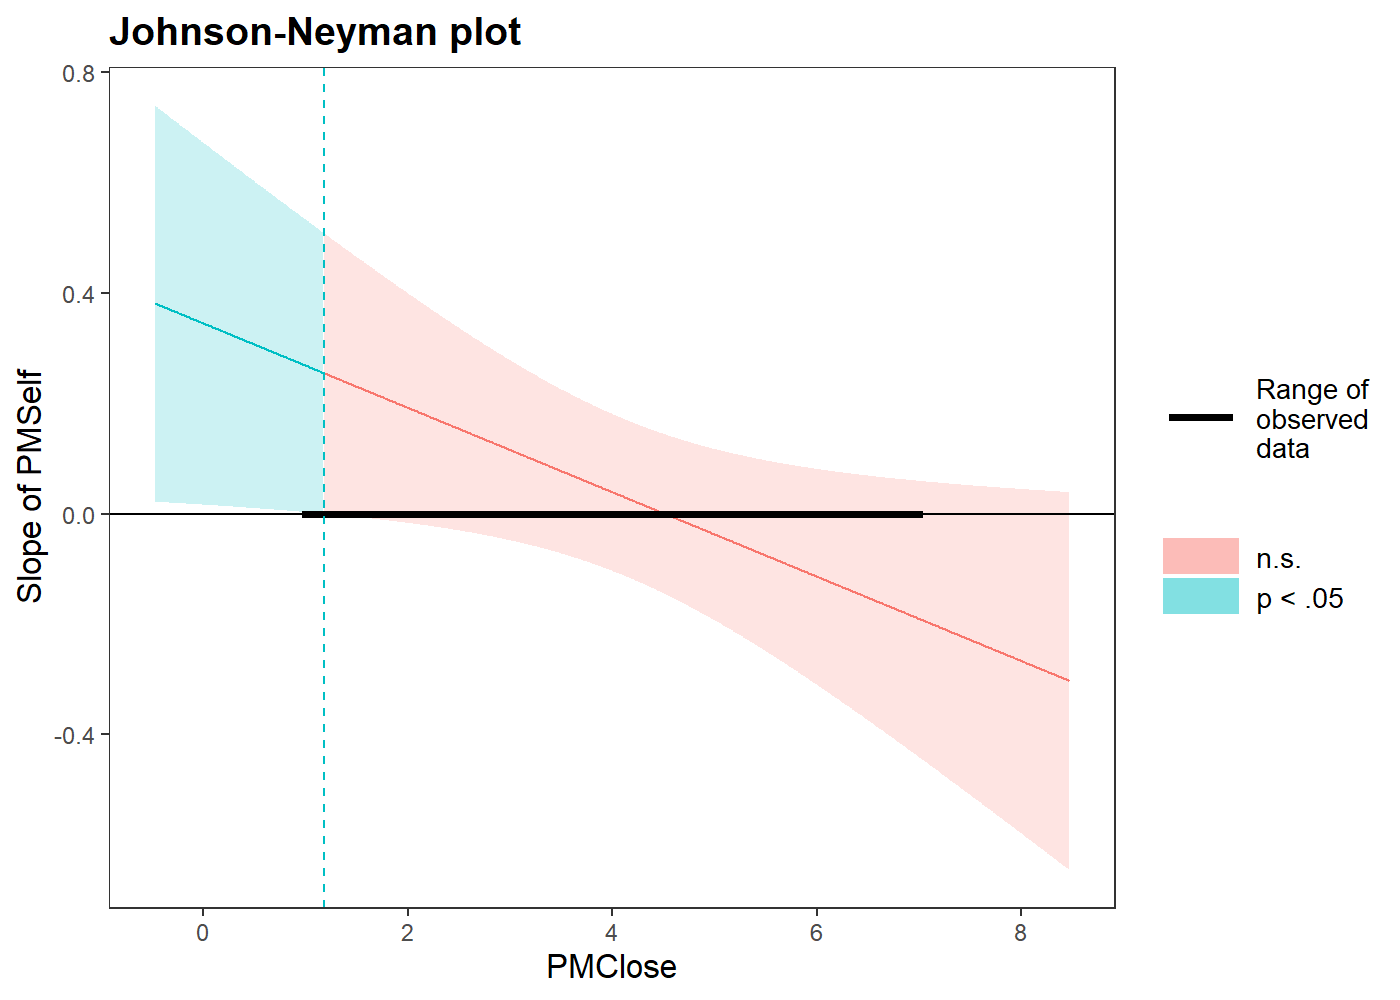 Johnson-Neyman plot
0.8
0.4
0.0
-0.4
Slope of PMSelf
0 2 4 6 8
PMClose
Range of
observed
data
n.s.
p < .05